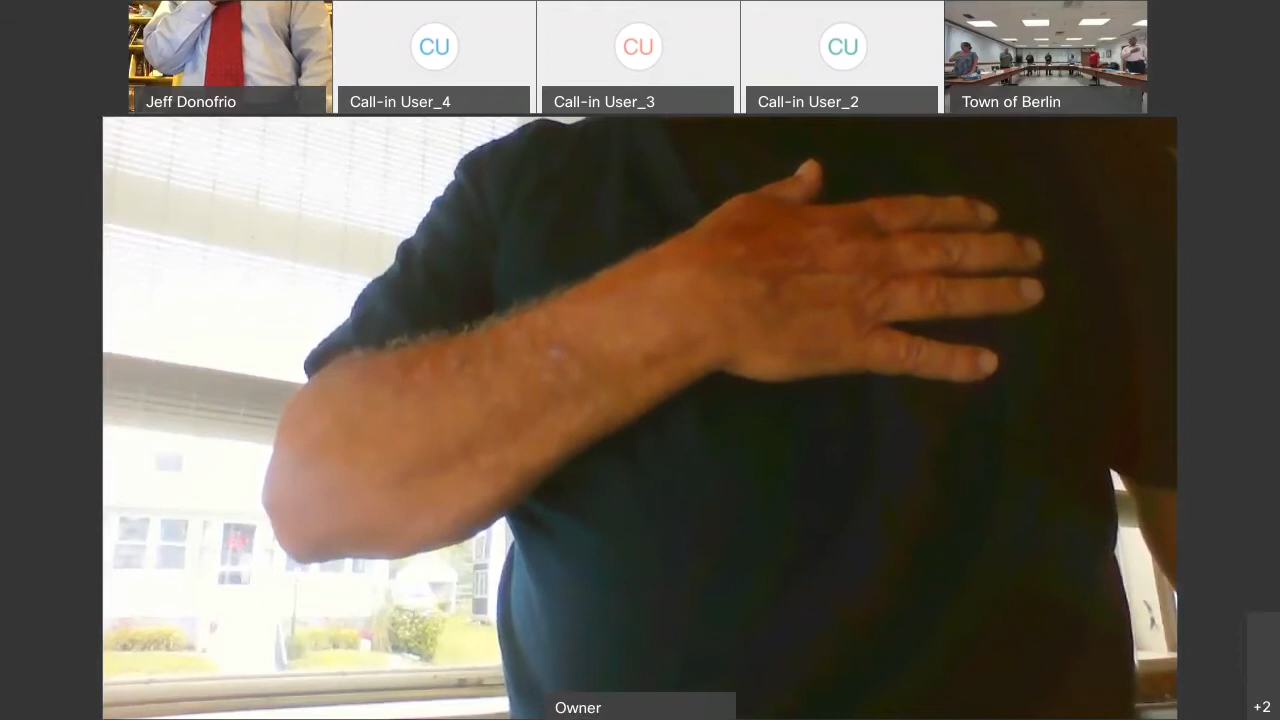 CU
CU
CU
Jeff Donofrio
Call-in User_4
Call-in User_3
Call-in User_2
Town of Berlin
Owner
+2